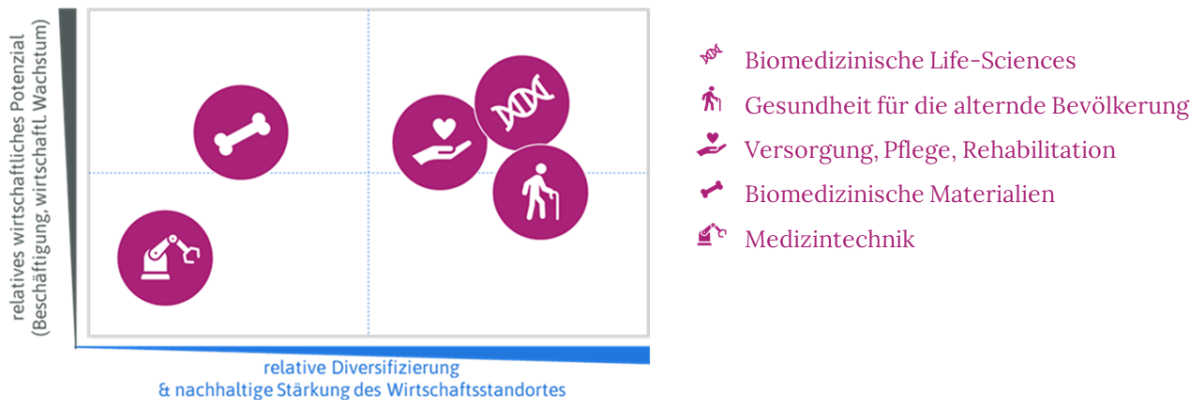 relatives wirtschaftliches Potenzial
(Beschäftigung, wirtschaftl. Wachstum)
relative Diversifizierung
& nachhaltige Stärkung des Wirtschaftsstandortes
Biomedizinische Life-Sciences
Gesundheit für die alternde Bevölkerung
Versorgung, Pflege, Rehabilitation
Biomedizinische Materialien
Medizintechnik